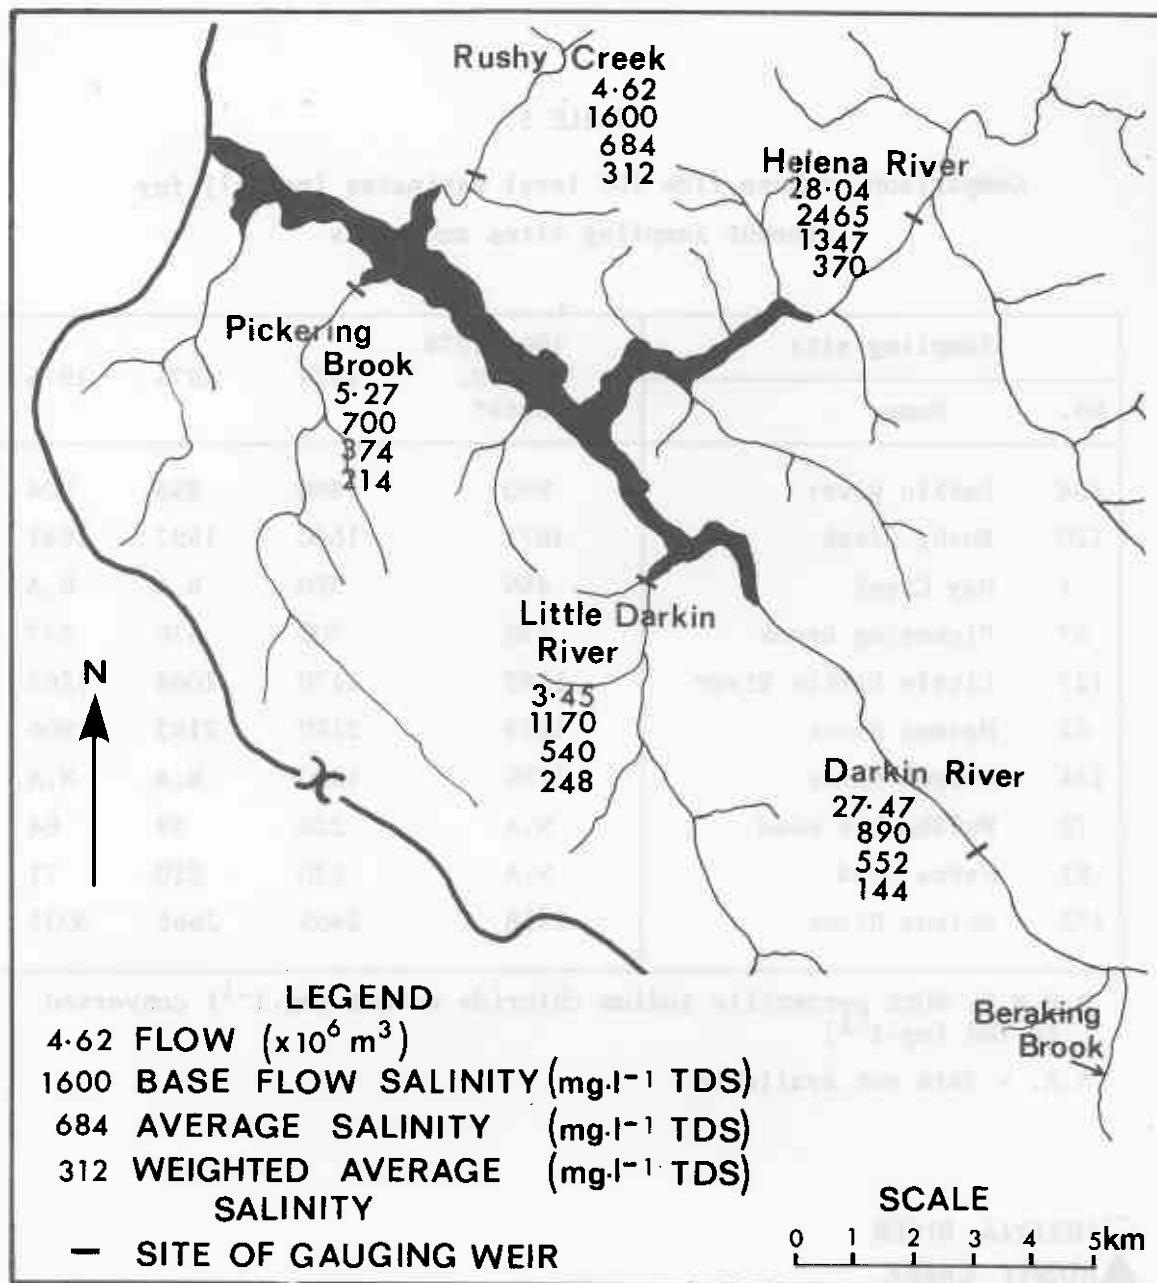 Rushy Creek
4·62
1600
684
312
Helena River
28·04
2465
1347
370
Pickering
Brook
5·27
700
374
214
Little Darkin
River
3·45
1170
540
248
N
Darkin River
27·47
890
552
144
Beraking
Brook
LEGEND
4·62 FLOW (x10⁶ m³)
1600 BASE FLOW SALINITY (mg.l⁻¹ TDS)
684 AVERAGE SALINITY (mg.l⁻¹ TDS)
312 WEIGHTED AVERAGE (mg.l⁻¹ TDS)
SALINITY
— SITE OF GAUGING WEIR
SCALE
0 1 2 3 4 5km